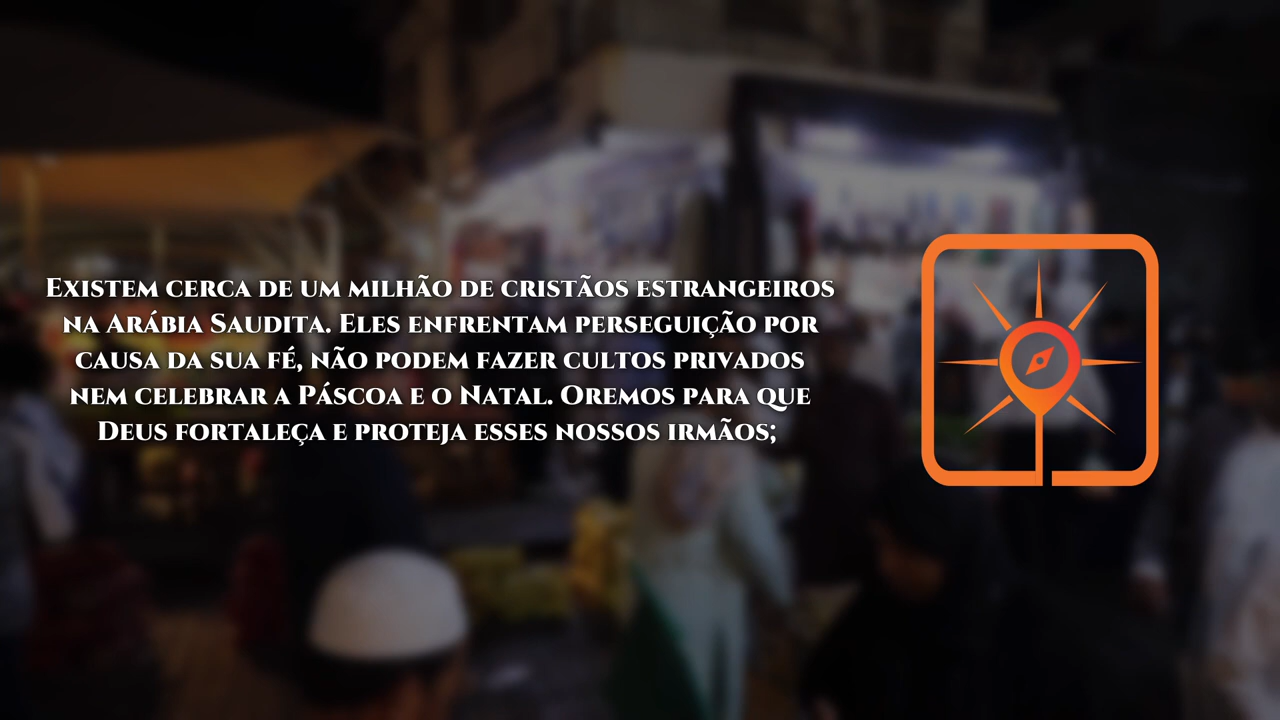 Existem cerca de um milhão de cristãos estrangeiros
na Arábia Saudita. Eles enfrentam perseguição por
causa da sua fé, não podem fazer cultos privados
nem celebrar a Páscoa e o Natal. Oremos para que
Deus fortaleça e proteja esses nossos irmãos;